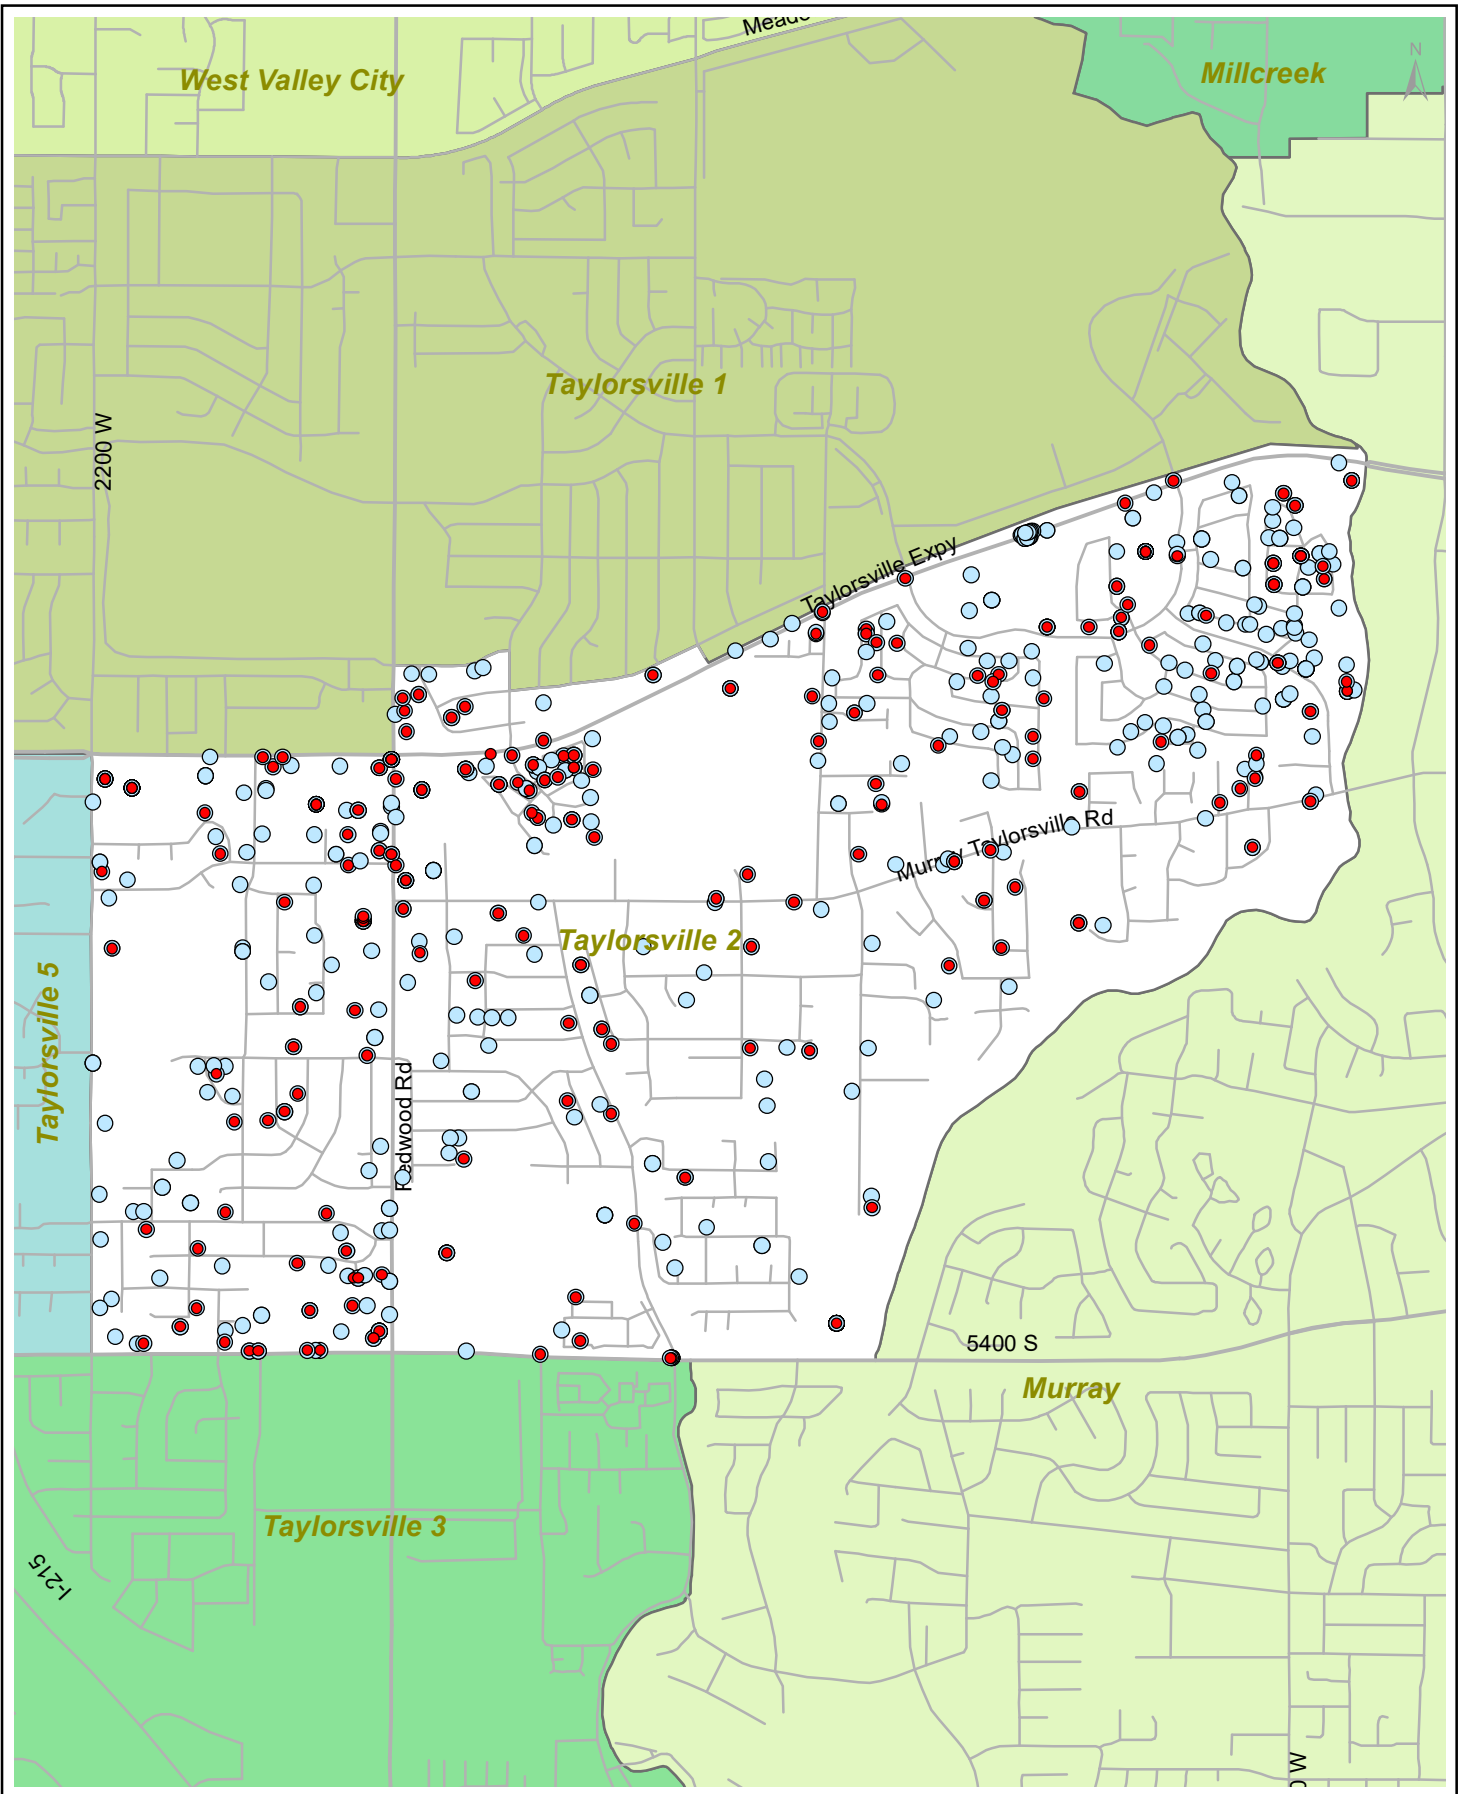 Meado
West Valley City
Millcreek
N
Taylorsville 1
2200 W
Taylorsville Expy
Murray Taylorsville Rd
Taylorsville 2
Taylorsville 5
Redwood Rd
5400 S
Murray
Taylorsville 3
I-215
0 W